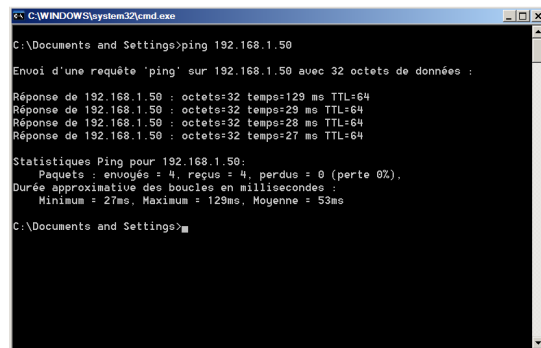 C:\WINDOWS\system32\cmd.exe
C:\Documents and Settings>ping 192.168.1.50
Envoi d'une requête 'ping' sur 192.168.1.50 avec 32 octets de données :
Réponse de 192.168.1.50 : octets=32 temps=129 ms TTL=64
Réponse de 192.168.1.50 : octets=32 temps=29 ms TTL=64
Réponse de 192.168.1.50 : octets=32 temps=28 ms TTL=64
Réponse de 192.168.1.50 : octets=32 temps=27 ms TTL=64
Statistiques Ping pour 192.168.1.50:
Paquets : envoyés = 4, reçus = 4, perdus = 0 (perte 0%),
Durée approximative des boucles en millisecondes :
Minimum = 27ms, Maximum = 129ms, Moyenne = 53ms
C:\Documents and Settings>